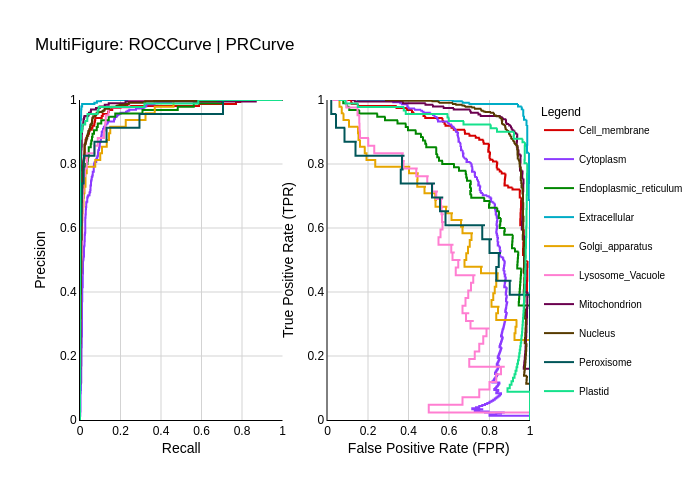 MultiFigure: ROCCurve | PRCurve
Precision
1
0.8
0.6
0.4
0.2
0
0 0.2 0.4 0.6 0.8 1
Recall
True Positive Rate (TPR)
1
0.8
0.6
0.4
0.2
0
0 0.2 0.4 0.6 0.8 1
False Positive Rate (FPR)
Legend
Cell_membrane
Cytoplasm
Endoplasmic_reticulum
Extracellular
Golgi_apparatus
Lysosome_Vacuole
Mitochondrion
Nucleus
Peroxisome
Plastid